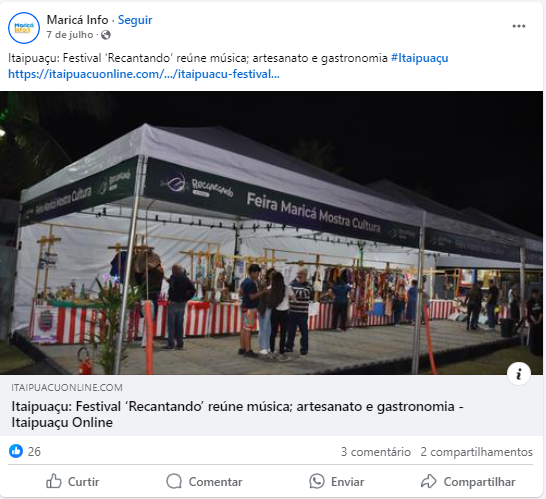 Maricá Info · Seguir
7 de julho ·
Itaipuaçu: Festival ‘Recantando’ reúne música; artesanato e gastronomia #Itaipuaçu
https://itaipuacuonline.com/.../itaipuacu-festival...
Feira Maricá Mostra Cultura
Recantando
Feira Maricá Mostra Cultura
ITAIPUACUONLINE.COM
Itaipuaçu: Festival ‘Recantando’ reúne música; artesanato e gastronomia -
Itaipuaçu Online
26
3 comentário 2 compartilhamentos
Curtir Comentar Enviar Compartilhar